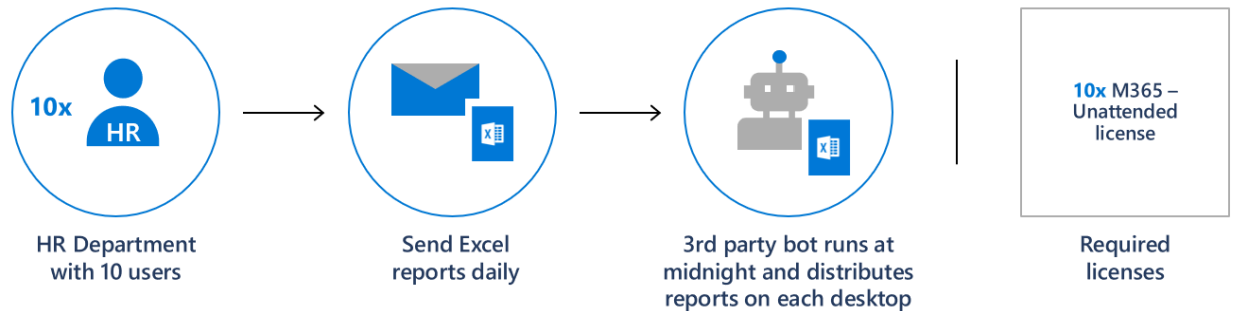 10x
HR
HR Department
with 10 users
X
Send Excel
reports daily
X
3rd party bot runs at
midnight and distributes
reports on each desktop
10x M365 –
Unattended
license
Required
licenses